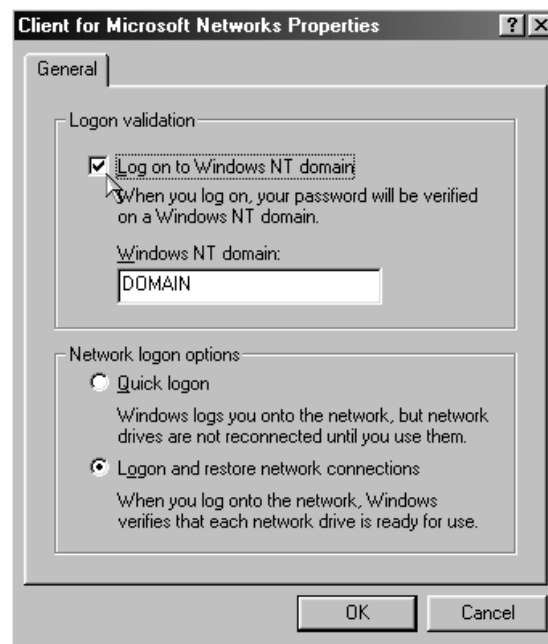 Client for Microsoft Networks Properties
General
Logon validation
Log on to Windows NT domain
When you log on, your password will be verified
on a Windows NT domain.
Windows NT domain:
DOMAIN
Network logon options
Quick logon
Windows logs you onto the network, but network
drives are not reconnected until you use them.
Logon and restore network connections
When you log onto the network, Windows
verifies that each network drive is ready for use.
OK Cancel